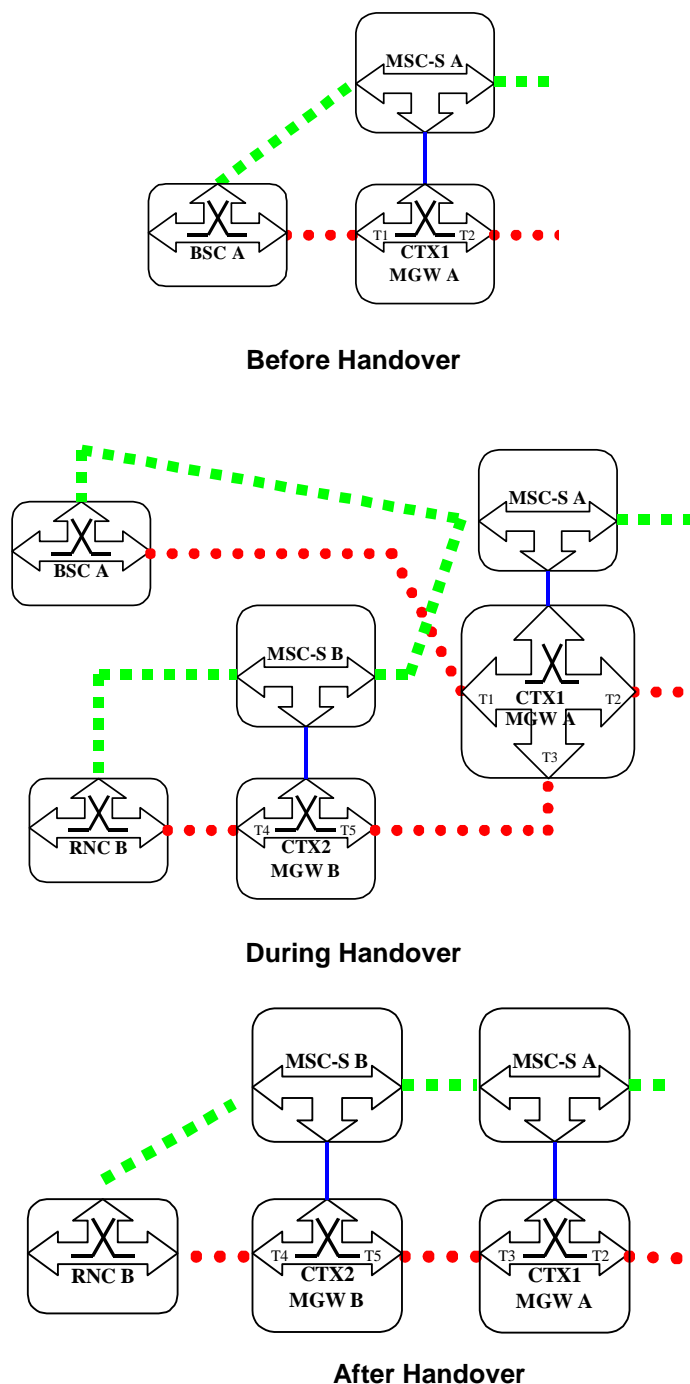 MSC-S A
BSC A
T1
CTX1
T2
MGW A
Before Handover
MSC-S A
BSC A
MSC-S B
T1
CTX1
T2
MGW A
T3
RNC B
T4
CTX2
T5
MGW B
During Handover
MSC-S B
MSC-S A
RNC B
T4
CTX2
T5
MGW B
T3
CTX1
T2
MGW A
After Handover